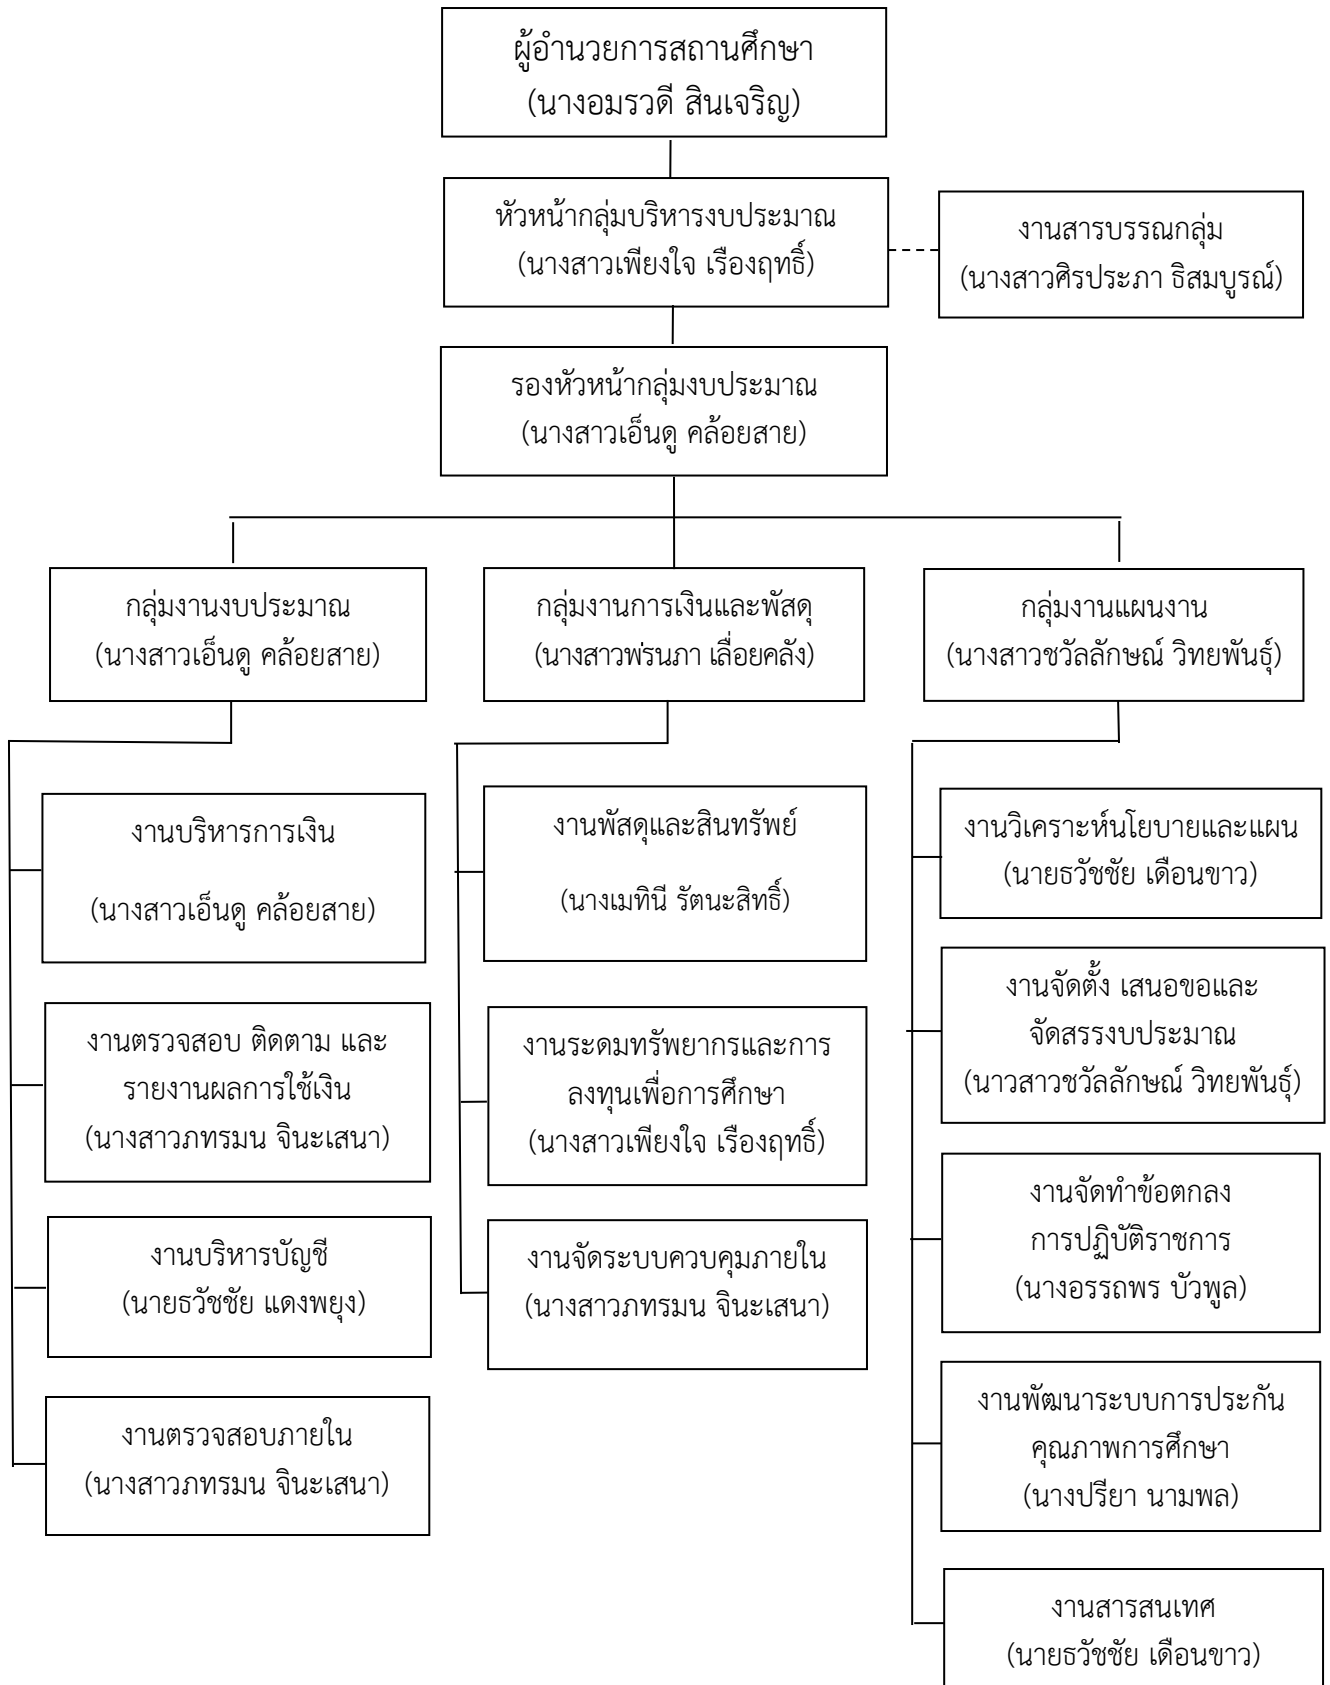 ผู้อำนวยการสถานศึกษา
(นางอมรวดี สินเจริญ)
หัวหน้ากลุ่มบริหารงบประมาณ
(นางสาวเพียงใจ เรืองฤทธิ์)
งานสารบรรณกลุ่ม
(นางสาวศิรประภา ธิสมบูรณ์)
รองหัวหน้ากลุ่มงบประมาณ
(นางสาวเอ็นดู คล้อยสาย)
กลุ่มงานงบประมาณ
(นางสาวเอ็นดู คล้อยสาย)
กลุ่มงานการเงินและพัสดุ
(นางสาวพ่รนภา เลื่อยคลัง)
กลุ่มงานแผนงาน
(นางสาวชวัลลักษณ์ วิทยพันธุ์)
งานบริหารการเงิน
(นางสาวเอ็นดู คล้อยสาย)
งานตรวจสอบ ติดตาม และ
รายงานผลการใช้เงิน
(นางสาวภทรมน จินะเสนา)
งานบริหารบัญชี
(นายธวัชชัย แดงพยุง)
งานตรวจสอบภายใน
(นางสาวภทรมน จินะเสนา)
งานพัสดุและสินทรัพย์
(นางเมทินี รัตนะสิทธิ์)
งานระดมทรัพยากรและการ
ลงทุนเพื่อการศึกษา
(นางสาวเพียงใจ เรืองฤทธิ์)
งานจัดระบบควบคุมภายใน
(นางสาวภทรมน จินะเสนา)
งานวิเคราะห์นโยบายและแผน
(นายธวัชชัย เดือนขาว)
งานจัดตั้ง เสนอขอและ
จัดสรรงบประมาณ
(นาวสาวชวัลลักษณ์ วิทยพันธุ์)
งานจัดทำข้อตกลง
การปฏิบัติราชการ
(นางอรรถพร บัวพูล)
งานพัฒนาระบบการประกัน
คุณภาพการศึกษา
(นางปรียา นามพล)
งานสารสนเทศ
(นายธวัชชัย เดือนขาว)